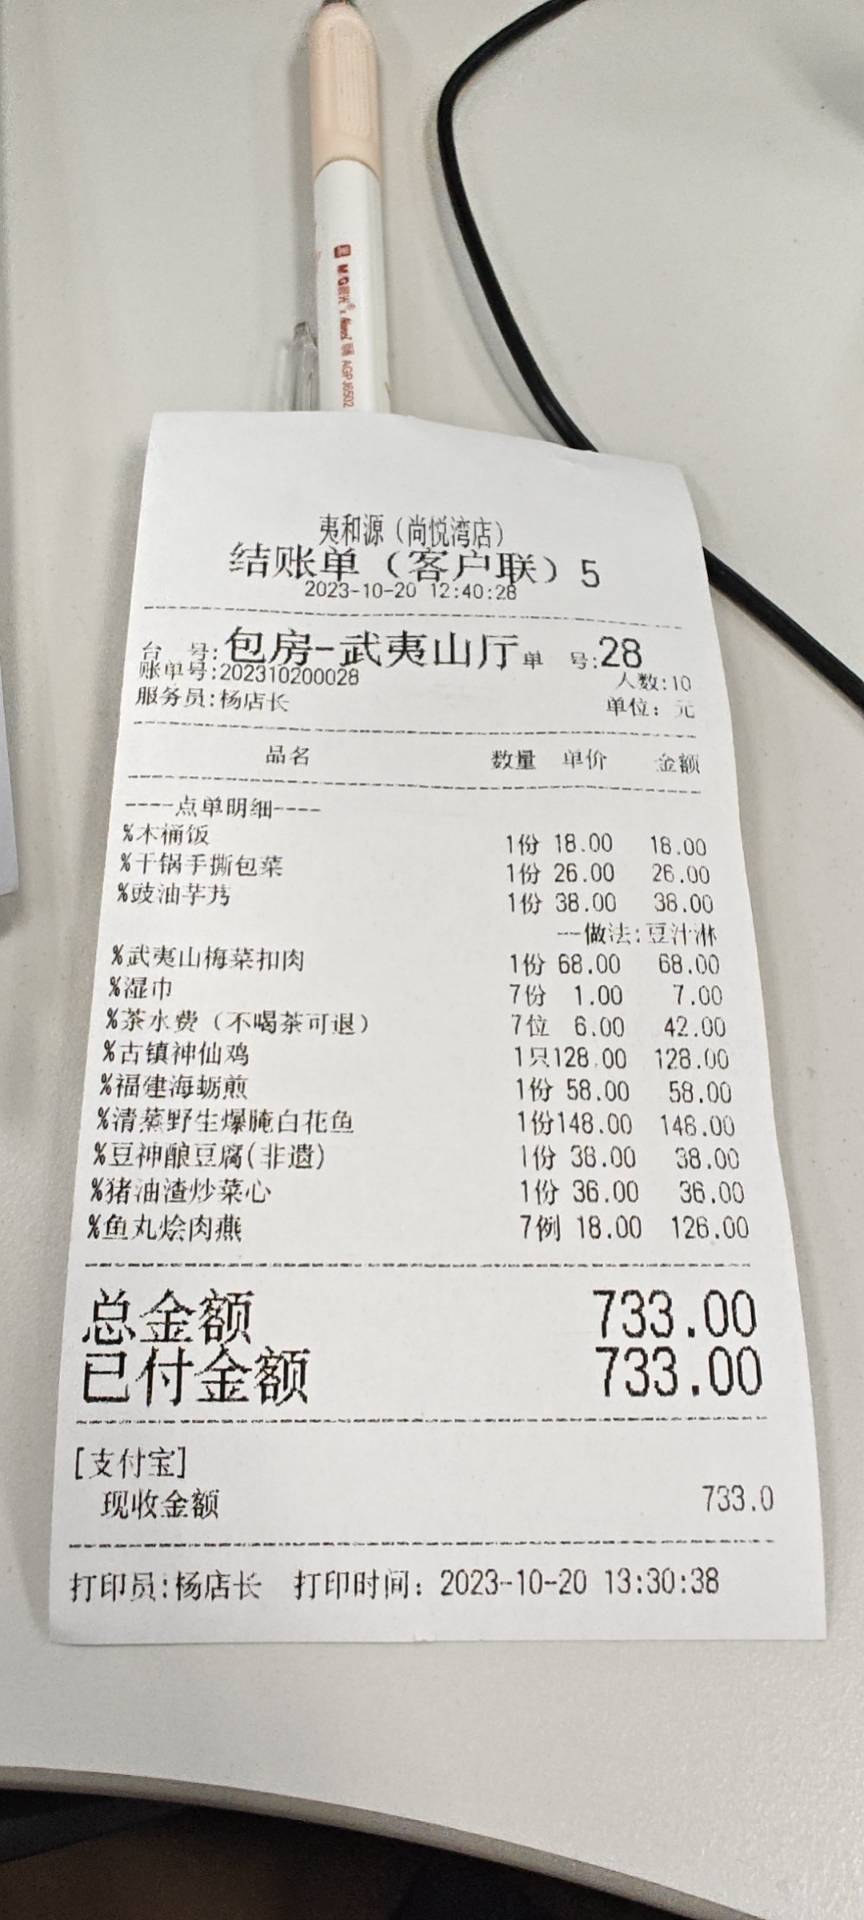 M&G晨光
AGPJ6502
夷和源（尚悦湾店）
结账单（客户联）5
2023-10-20 12:40:28
台 号:包房-武夷山厅 单 号:28
账单号:202310200028 人数:10
服务员:杨店长 单位：元
品名 数量 单价 金额
----点单明细----
%木桶饭 1份 18.00 18.00
%干锅手撕包菜 1份 26.00 26.00
%豉油芋艿 1份 38.00 38.00
--做法:豆汁淋
%武夷山梅菜扣肉 1份 68.00 68.00
%湿巾 7份 1.00 7.00
%茶水费（不喝茶可退） 7位 6.00 42.00
%古镇神仙鸡 1只128.00 128.00
%福建海蛎煎 1份 58.00 58.00
%清蒸野生爆腌白花鱼 1份148.00 148.00
%豆神酿豆腐(非遗) 1份 38.00 38.00
%猪油渣炒菜心 1份 36.00 36.00
%鱼丸烩肉燕 7例 18.00 126.00
总金额 733.00
已付金额 733.00
[支付宝]
现收金额 733.0
打印员:杨店长 打印时间：2023-10-20 13:30:38